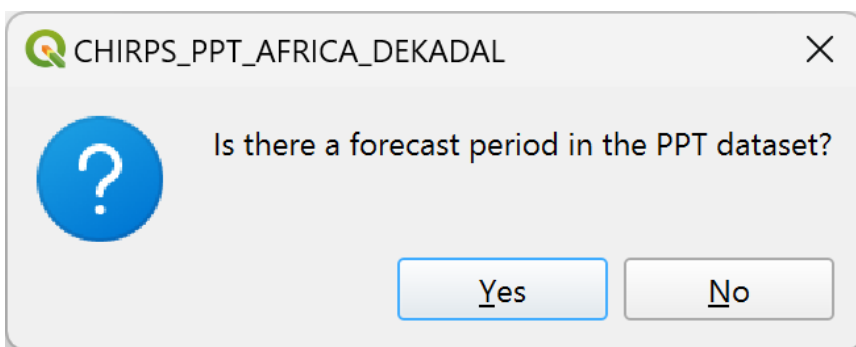 CHIRPS_PPT_AFRICA_DEKADAL
Is there a forecast period in the PPT dataset?
Yes
No